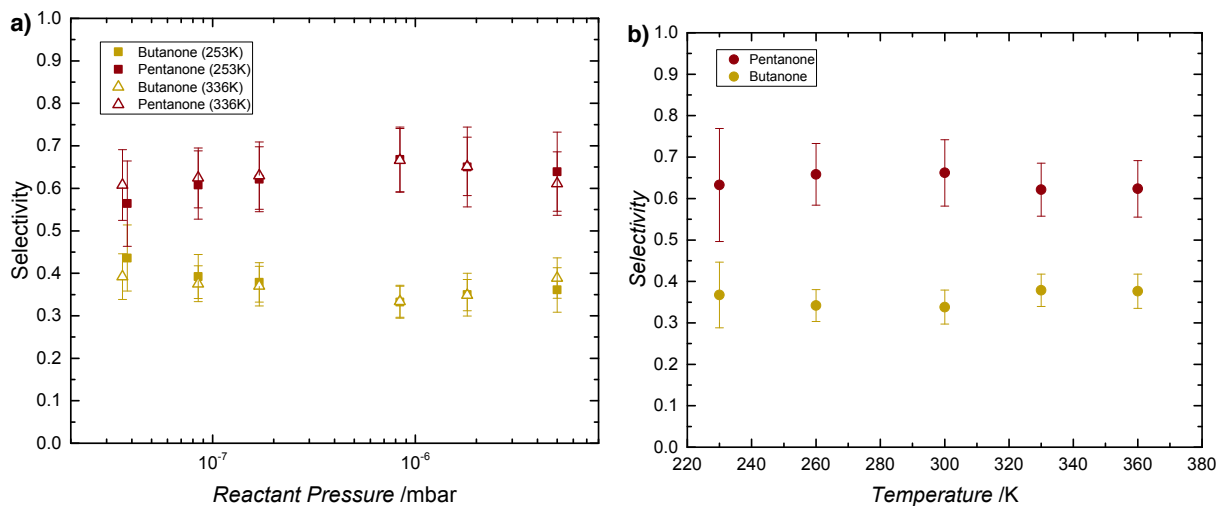 a)
Butanone (253K)
Pentanone (253K)
Butanone (336K)
Pentanone (336K)
1.0
0.9
0.8
0.7
0.6
0.5
0.4
0.3
0.2
0.1
0.0
Selectivity
10-7
10-6
Reactant Pressure /mbar
b)
Pentanone
Butanone
1.0
0.9
0.8
0.7
0.6
0.5
0.4
0.3
0.2
0.1
0.0
Selectivity
220 240 260 280 300 320 340 360 380
Temperature /K